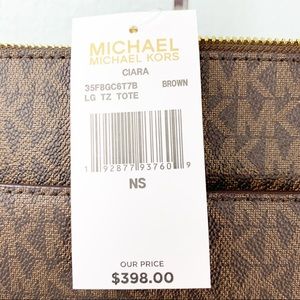 MICHAEL
MICHAEL KORS
CIARA
35F8GC6T7B BROWN
LG TZ TOTE
1 92877 93760 9
NS
OUR PRICE
$398.00